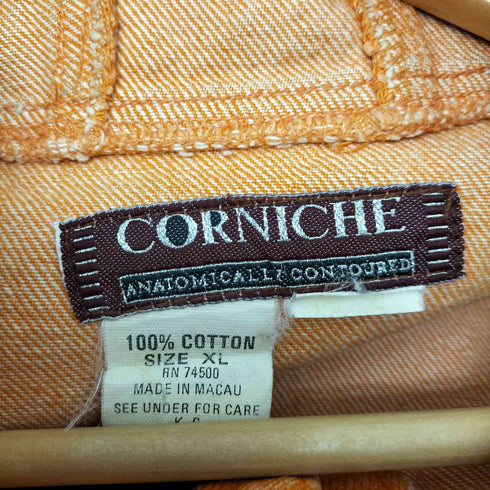 CORNICHE
ANATOMICALLY CONTOURED
100% COTTON
SIZE XL
RN 74500
MADE IN MACAU
SEE UNDER FOR CARE